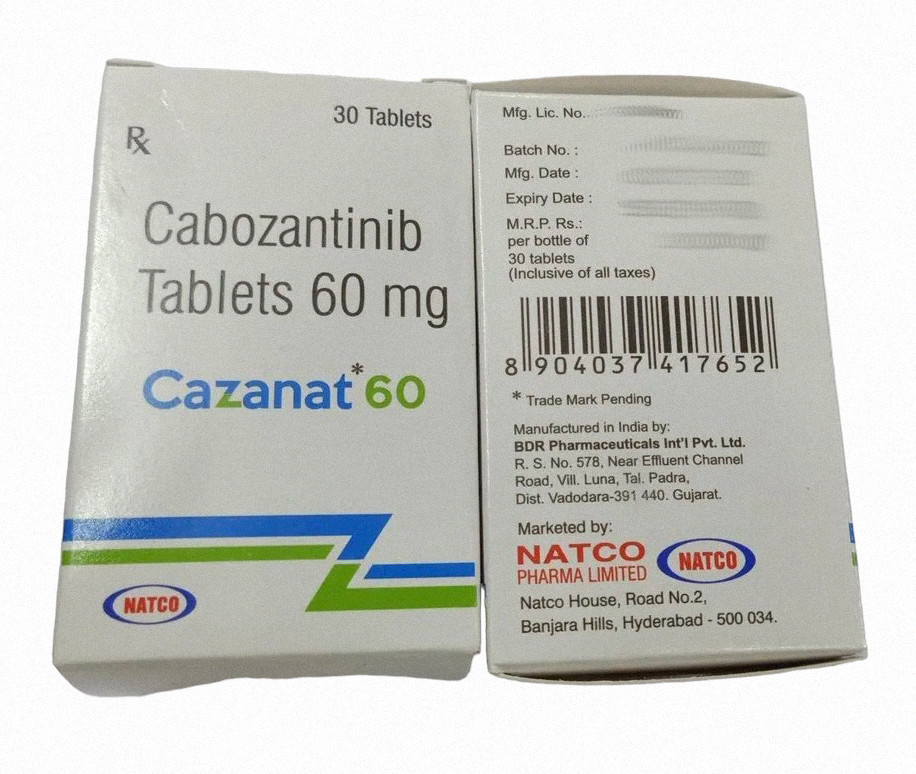 30 Tablets
Rx
Cabozantinib
Tablets 60 mg
Cazanat*60
NATCO
Mfg. Lic. No.
Batch No. :
Mfg. Date :
Expiry Date :
M.R.P. Rs.:
per bottle of
30 tablets
(Inclusive of all taxes)
8 904037 417652
* Trade Mark Pending
Manufactured in India by:
BDR Pharmaceuticals Int'l Pvt. Ltd.
R. S. No. 578, Near Effluent Channel
Road, Vill. Luna, Tal. Padra,
Dist. Vadodara-391 440. Gujarat.
Marketed by:
NATCO
PHARMA LIMITED
NATCO
Natco House, Road No.2,
Banjara Hills, Hyderabad - 500 034.